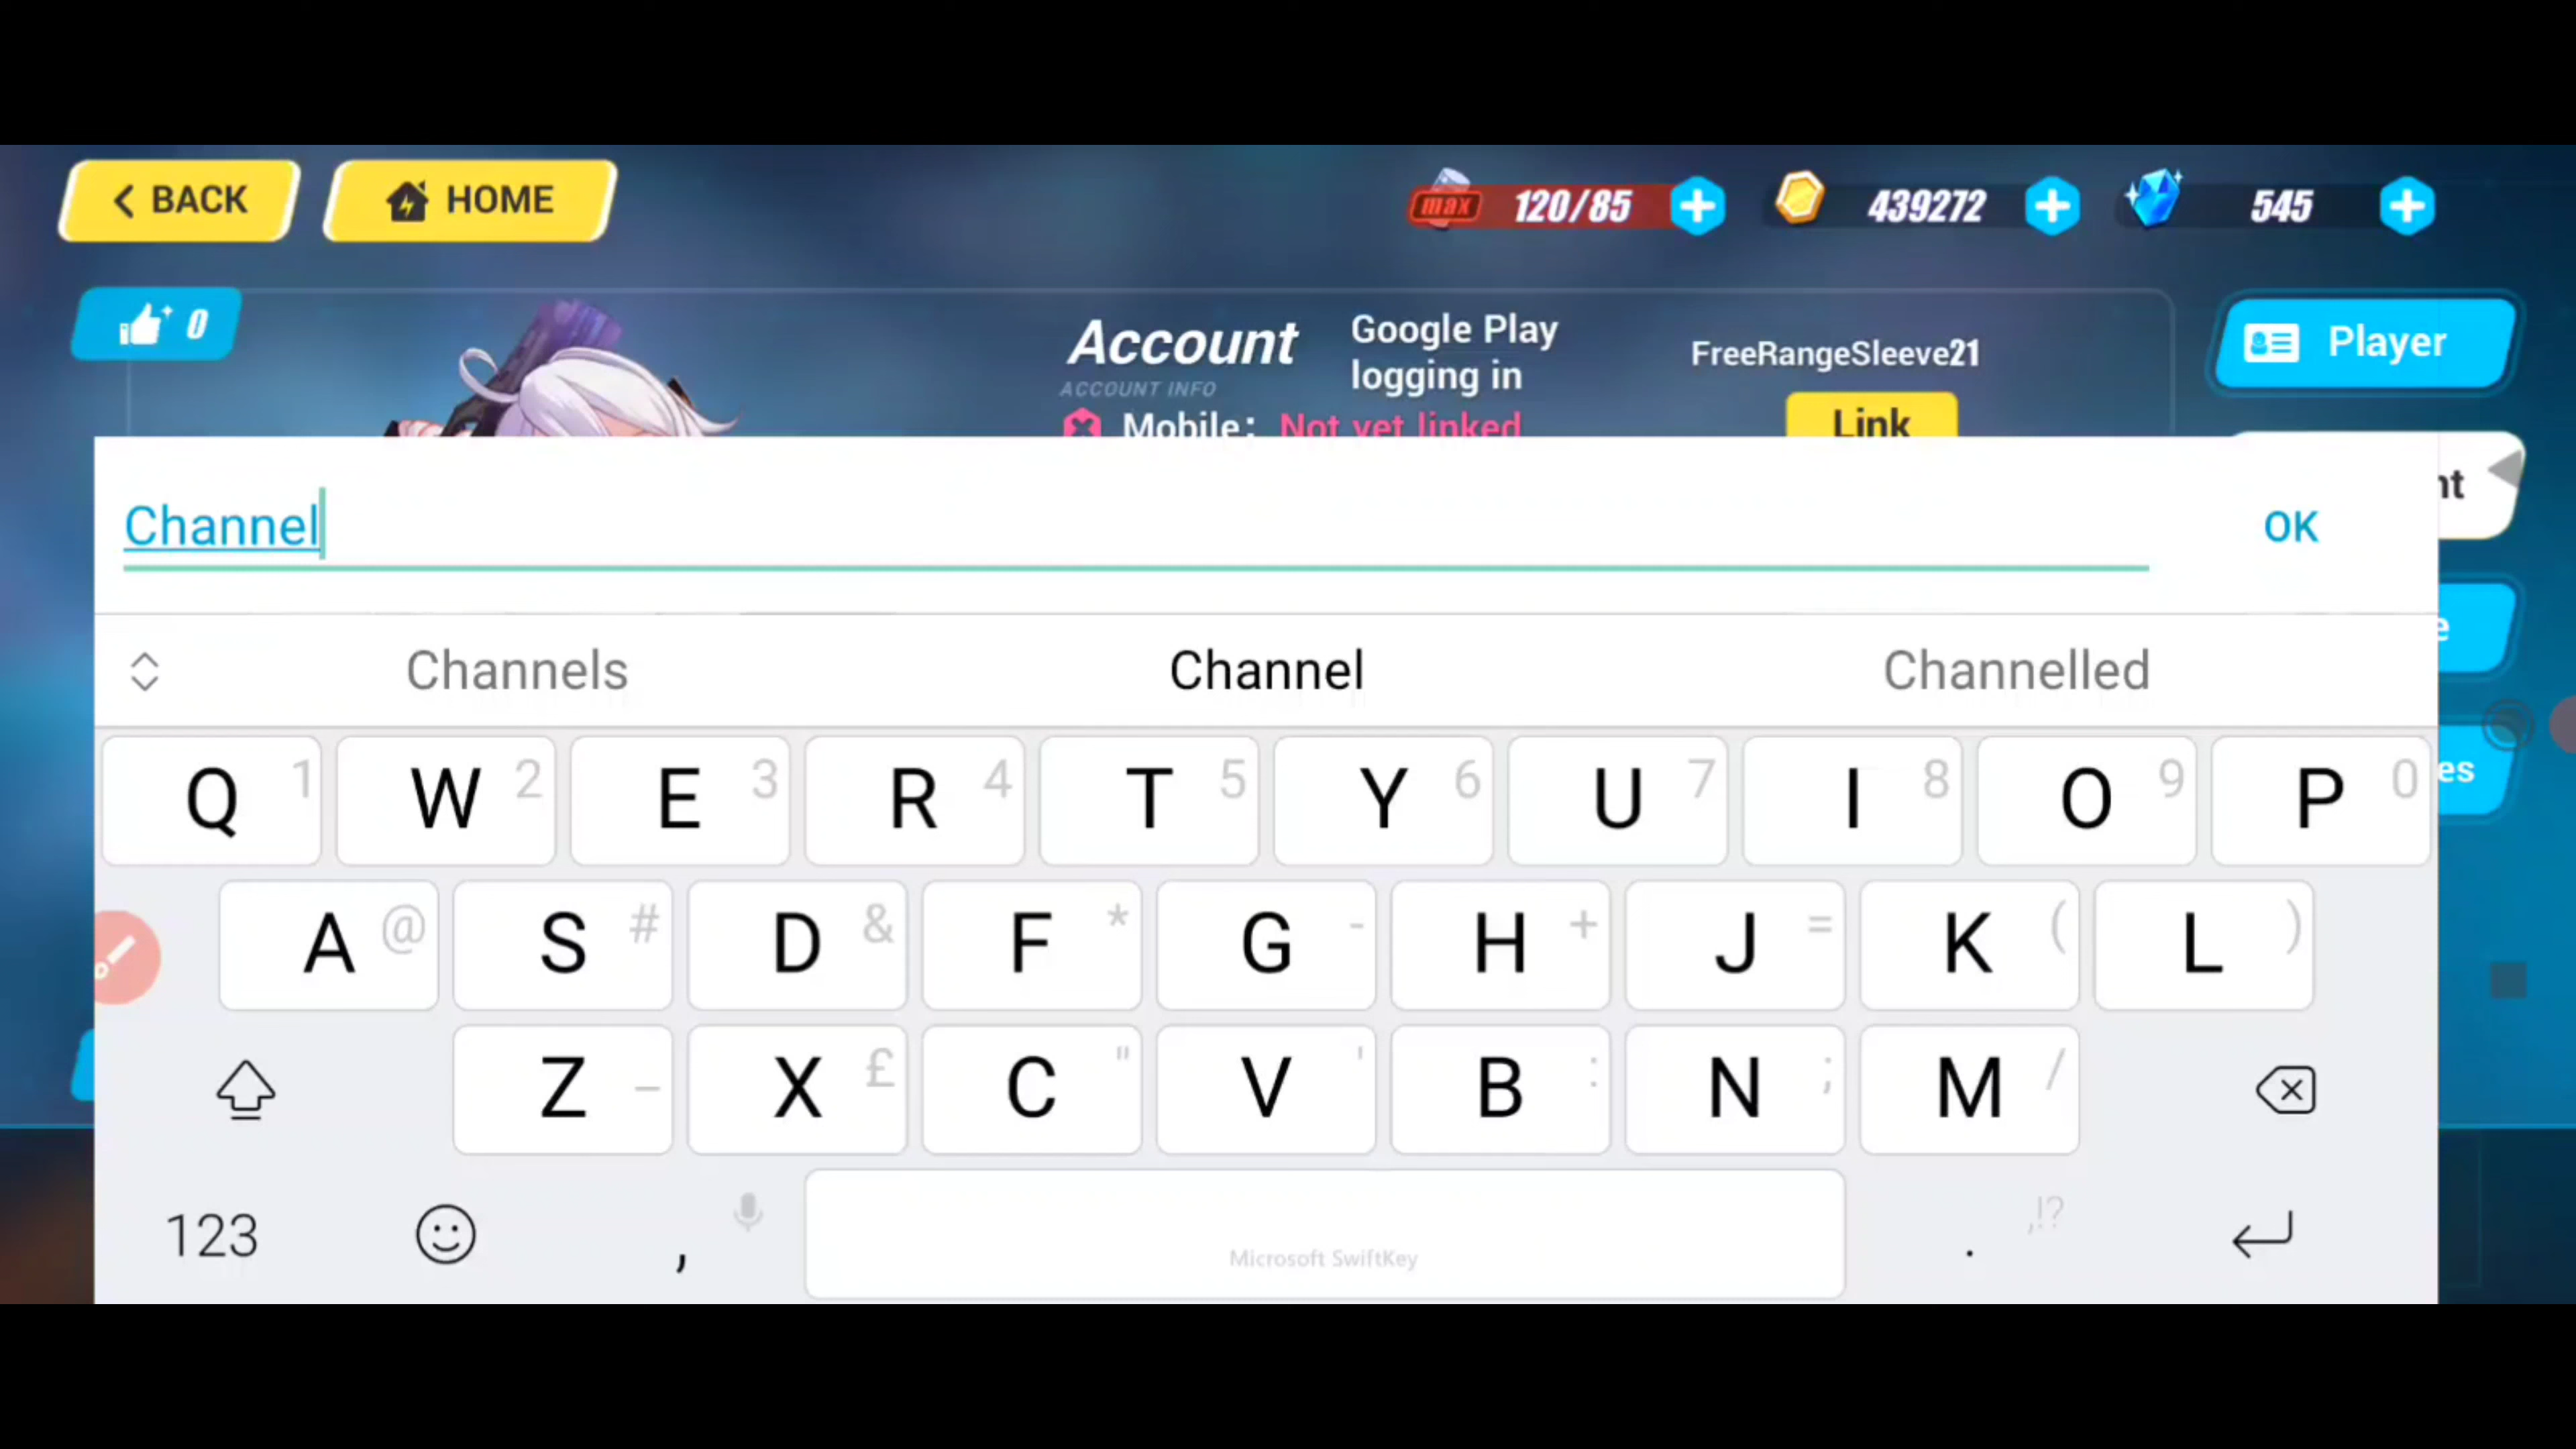 BACK
HOME
max 120/85
439272
545
0
Account
ACCOUNT INFO
Google Play
logging in
FreeRangeSleeve21
Player
Mobile: Not yet linked
Link
nt
Channel
OK
e
Channels Channel Channelled
es
Q 1 W 2 E 3 R 4 T 5 Y 6 U 7 I 8 O 9 P 0
A @ S # D & F * G - H + J = K ( L )
Z _ X £ C " V ' B : N ; M /
123 , Microsoft SwiftKey . ,!?